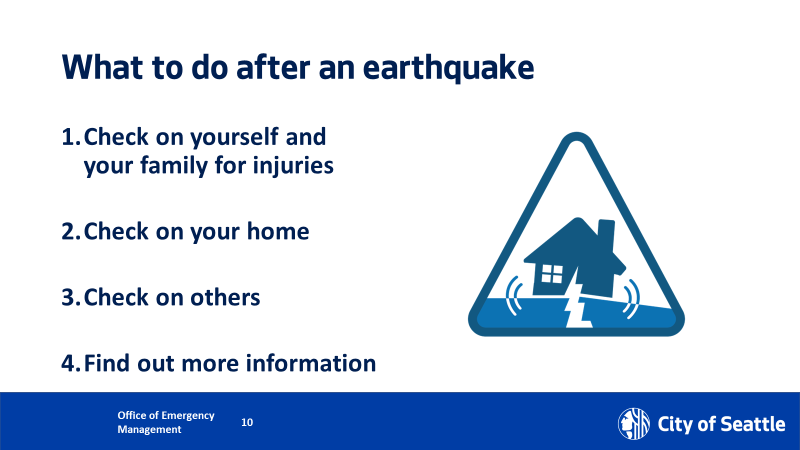 What to do after an earthquake
1. Check on yourself and
your family for injuries
2. Check on your home
3. Check on others
4. Find out more information
Office of Emergency
Management
10
City of Seattle